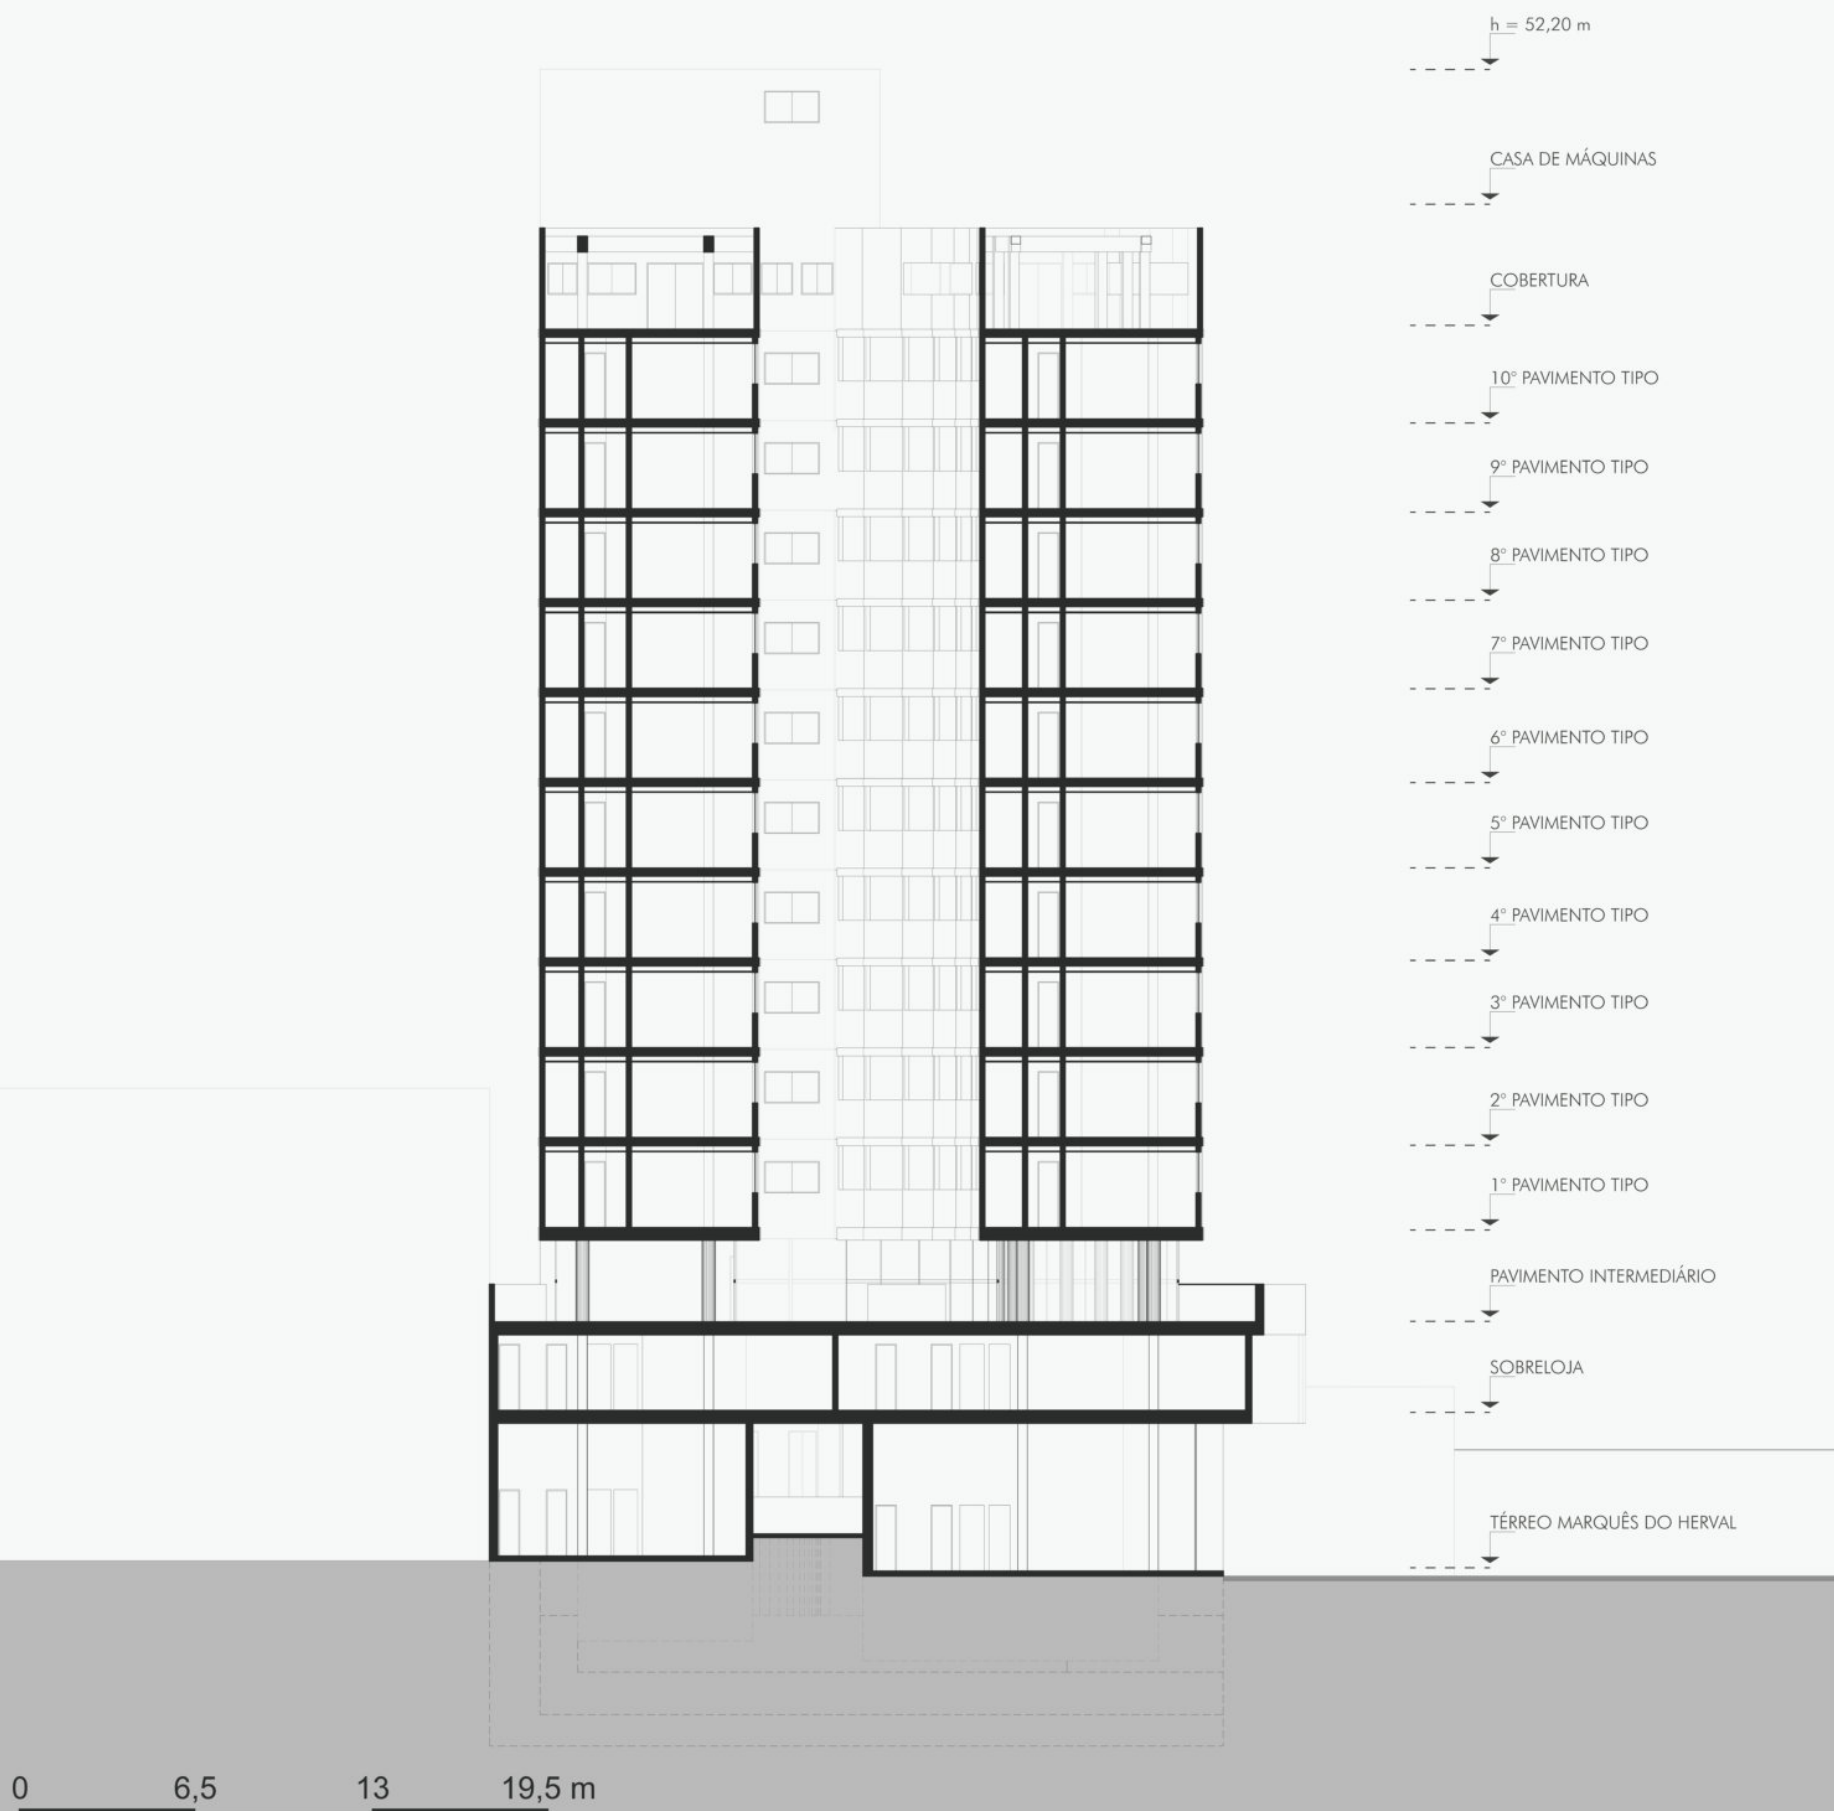 h = 52,20 m
CASA DE MÁQUINAS
COBERTURA
10° PAVIMENTO TIPO
9° PAVIMENTO TIPO
8° PAVIMENTO TIPO
7° PAVIMENTO TIPO
6° PAVIMENTO TIPO
5° PAVIMENTO TIPO
4° PAVIMENTO TIPO
3° PAVIMENTO TIPO
2° PAVIMENTO TIPO
1° PAVIMENTO TIPO
PAVIMENTO INTERMEDIÁRIO
SOBRELOJA
TÉRREO MARQUÊS DO HERVAL
0 6,5 13 19,5 m